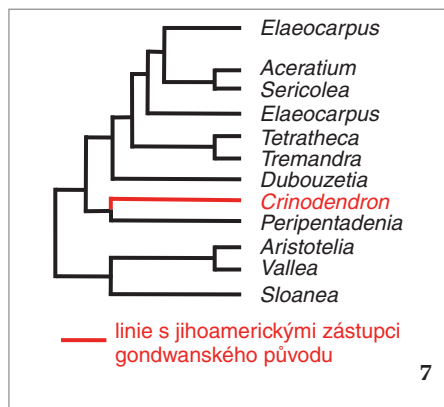 Elaeocarpus
Aceratium
Sericolea
Elaeocarpus
Tetratheca
Tremandra
Dubouzetia
Crinodendron
Peripentadenia
Aristotelia
Vallea
Sloanea
linie s jihoamerickými zástupci
gondwanského původu
7